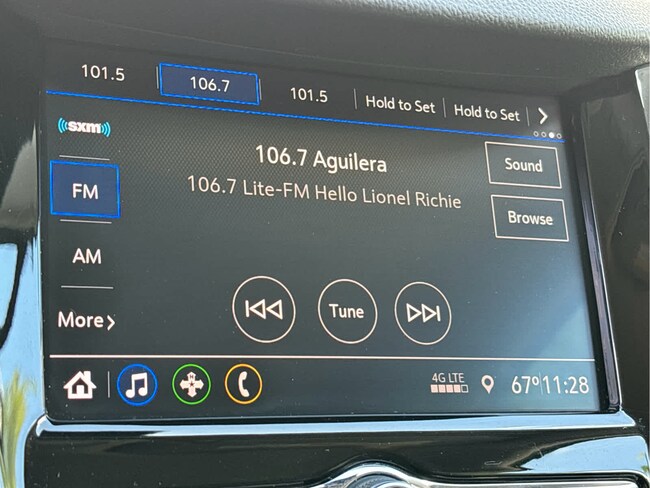 101.5 106.7 101.5 Hold to Set Hold to Set
sxm
106.7 Aguilera
Sound
FM
106.7 Lite-FM Hello Lionel Richie
Browse
AM
Tune
More
4G LTE
67° 11:28